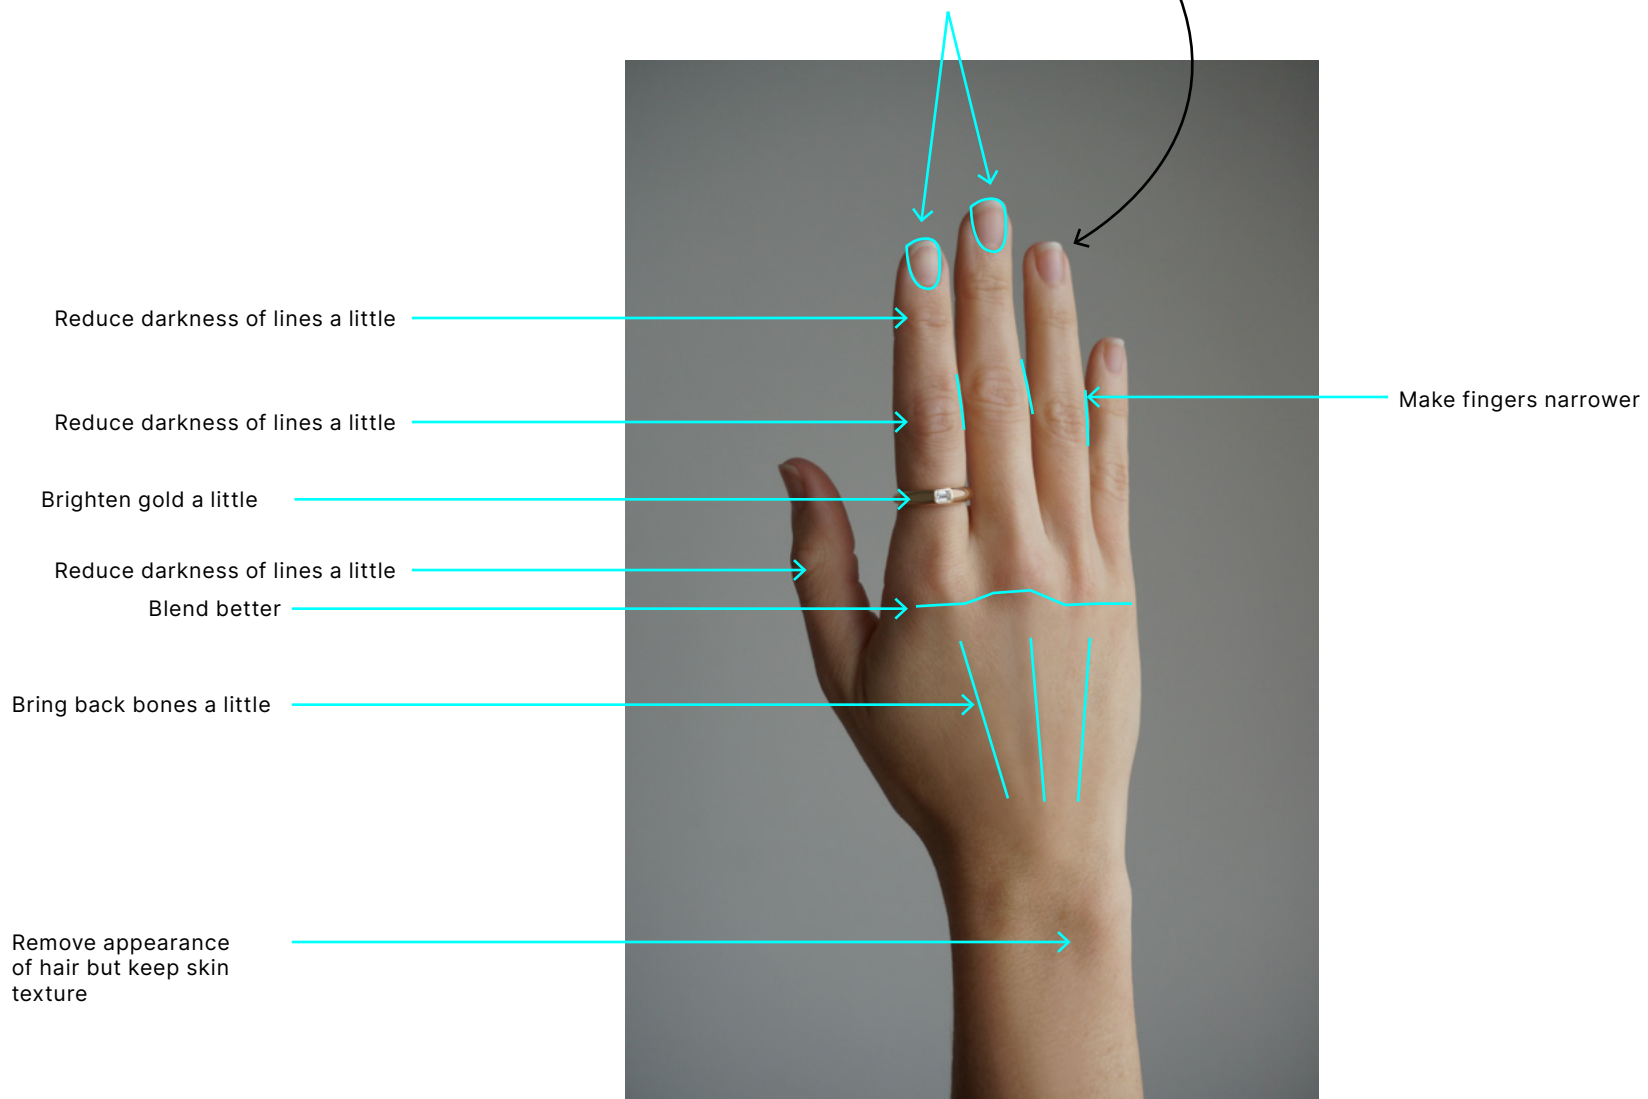 Reduce darkness of lines a little
Reduce darkness of lines a little
Make fingers narrower
Brighten gold a little
Reduce darkness of lines a little
Blend better
Bring back bones a little
Remove appearance
of hair but keep skin
texture